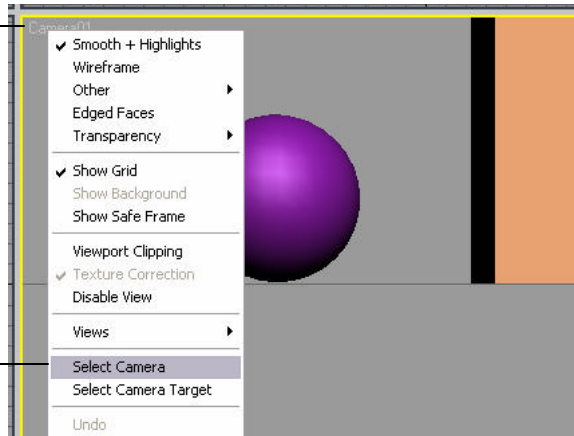 Camera01
Smooth + Highlights
Wireframe
Other
Edged Faces
Transparency
Show Grid
Show Background
Show Safe Frame
Viewport Clipping
Texture Correction
Disable View
Views
Select Camera
Select Camera Target
Undo